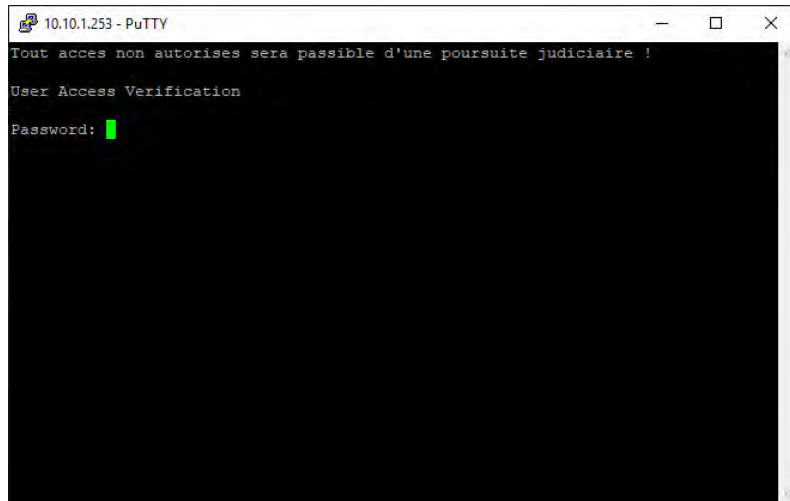 10.10.1.253 - PuTTY
Tout acces non autorises sera passible d'une poursuite judiciaire !
User Access Verification
Password: